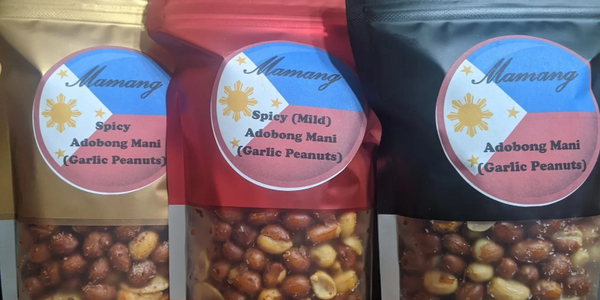 Mamang
Spicy
Adobong Mani
(Garlic Peanuts)
Mamang
Spicy (Mild)
Adobong Mani
(Garlic Peanuts)
Mamang
Adobong Mani
(Garlic Peanuts)